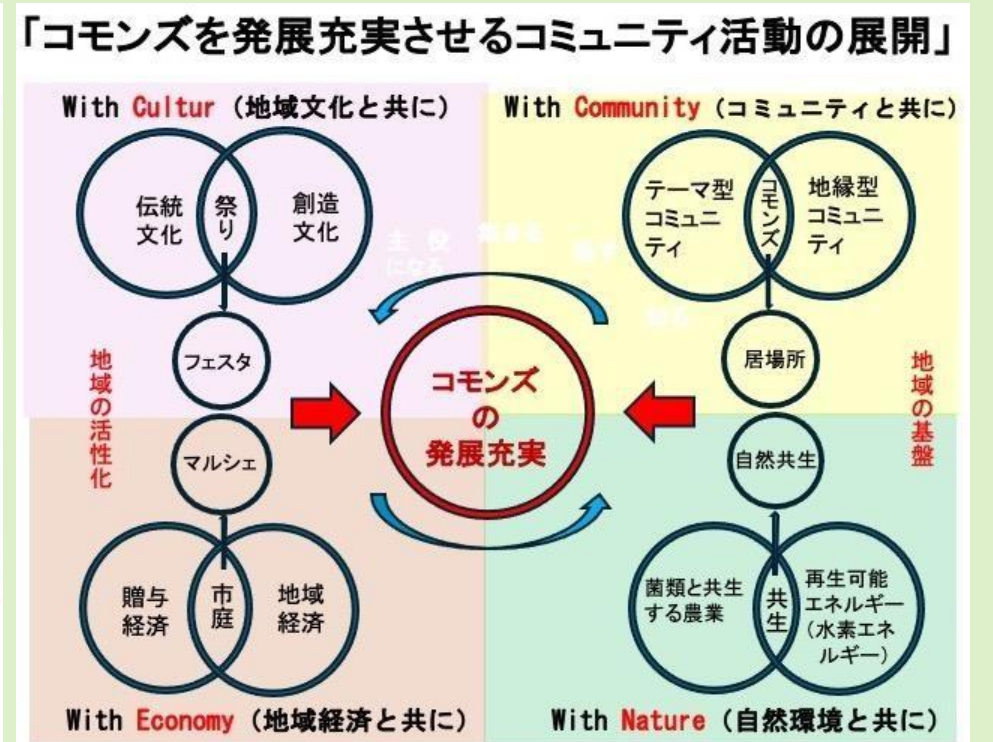 「コモンズを発展充実させるコミュニティ活動の展開」
With Cultur (地域文化と共に)
伝統
文化
祭り
創造
文化
フェスタ
With Community (コミュニティと共に)
テーマ型
コミュニ
ティ
コモンズ
地縁型
コミュニ
ティ
居場所
主 役
になる
地域の活性化
コモンズ
の
発展充実
地域の基盤
マルシェ
贈与
経済
市庭
地域
経済
With Economy (地域経済と共に)
自然共生
菌類と共生
する農業
共生
再生可能
エネルギー
(水素エネ
ルギー)
With Nature (自然環境と共に)